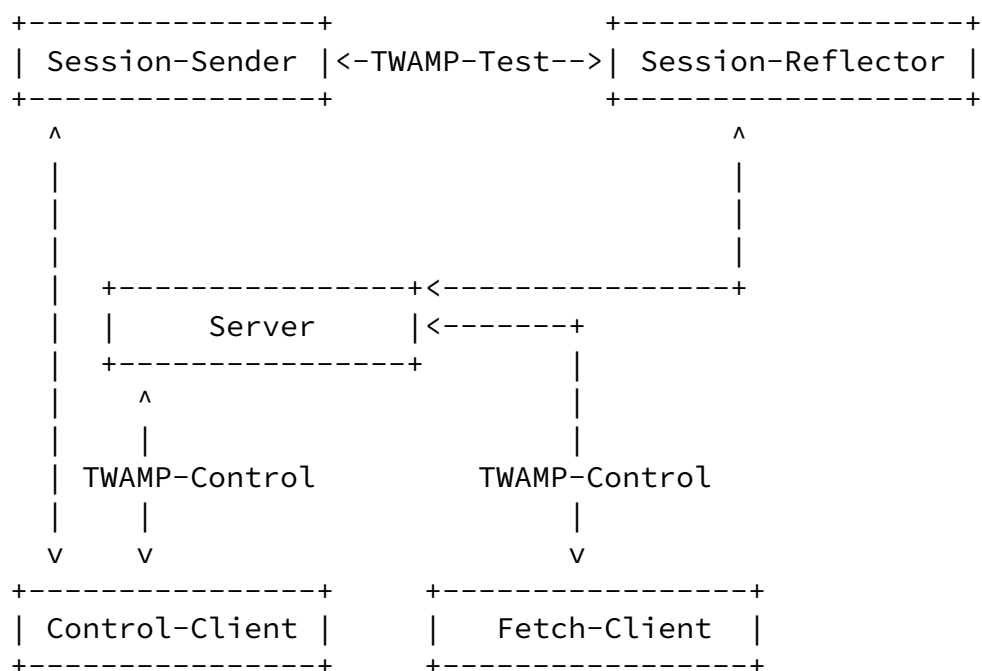 Session-Sender <-TWAMP-Test--> Session-Reflector
Server
TWAMP-Control TWAMP-Control
Control-Client Fetch-Client